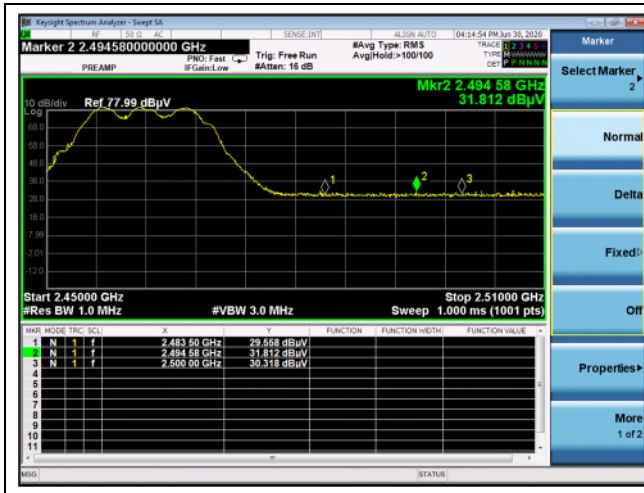 Keysight Spectrum Analyzer - Swept SA
RF 50 Ω AC SENSE:INT ALIGN AUTO 04:14:54 PM Jun 30, 2020
Marker 2 2.494580000000 GHz
PREAMP
PNO: Fast
IFGain:Low
Trig: Free Run
#Atten: 16 dB
#Avg Type: RMS
Avg|Hold:>100/100
TRACE 1 2 3 4 5 6
TYPE
DET P P N N N N
Mkr2 2.494 58 GHz
31.812 dBµV
10 dB/div Ref 77.99 dBµV
Log
68.0
58.0
48.0
38.0
28.0
18.0
7.99
-2.01
-12.0
1
2
3
Start 2.45000 GHz Stop 2.51000 GHz
#Res BW 1.0 MHz #VBW 3.0 MHz Sweep 1.000 ms (1001 pts)
MKR MODE TRC SCL X Y FUNCTION FUNCTION WIDTH FUNCTION VALUE
1 N 1 f 2.483 50 GHz 29.558 dBµV
2 N 1 f 2.494 58 GHz 31.812 dBµV
3 N 1 f 2.500 00 GHz 30.318 dBµV
4
5
6
7
8
9
10
11
MSG STATUS
Marker
Select Marker
2
Normal
Delta
Fixed
Off
Properties
More
1 of 2